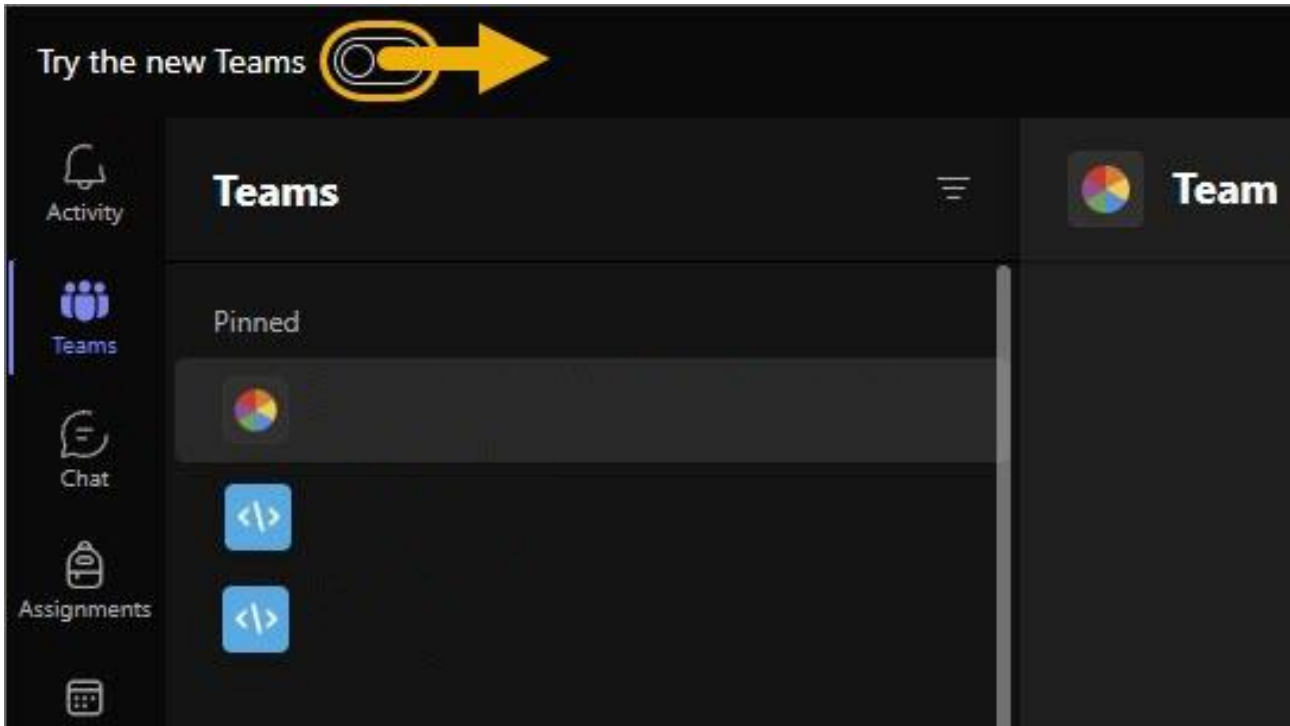 Try the new Teams
Activity
Teams
Team
Teams
Pinned
Chat
Assignments